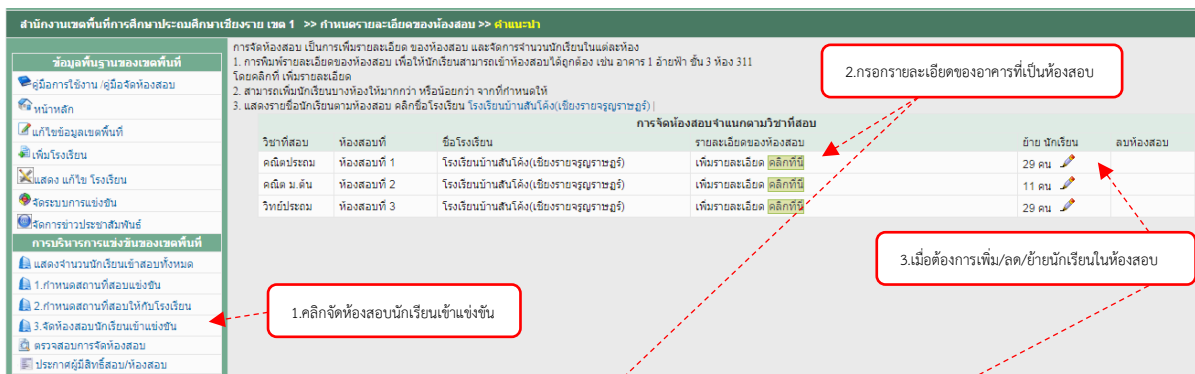 สำนักงานเขตพื้นที่การศึกษาประถมศึกษาเชียงราย เขต 1 >> กำหนดรายละเอียดของห้องสอบ >> คำแนะนำ
ข้อมูลพื้นฐานของเขตพื้นที่
คู่มือการใช้งาน /คู่มือจัดห้องสอบ
หน้าหลัก
แก้ไขข้อมูลเขตพื้นที่
เพิ่มโรงเรียน
แสดง แก้ไข โรงเรียน
จัดระบบการแข่งขัน
จัดการข่าวประชาสัมพันธ์
การบริหารการแข่งขันของเขตพื้นที่
แสดงจำนวนนักเรียนเข้าสอบทั้งหมด
1.กำหนดสถานที่สอบแข่งขัน
2.กำหนดสถานที่สอบให้กับโรงเรียน
3.จัดห้องสอบนักเรียนเข้าแข่งขัน
ตรวจสอบการจัดห้องสอบ
ประกาศผู้มีสิทธิ์สอบ/ห้องสอบ
การจัดห้องสอบ เป็นการเพิ่มรายละเอียด ของห้องสอบ และจัดการจำนวนนักเรียนในแต่ละห้อง
1. การพิมพ์รายละเอียดของห้องสอบ เพื่อให้นักเรียนสามารถเข้าห้องสอบได้ถูกต้อง เช่น อาคาร 1 อ้ายฟ้า ชั้น 3 ห้อง 311
โดยคลิกที่ เพิ่มรายละเอียด
2. สามารถเพิ่มนักเรียนบางห้องให้มากกว่า หรือน้อยกว่า จากที่กำหนดให้
3. แสดงรายชื่อนักเรียนตามห้องสอบ คลิกชื่อโรงเรียน โรงเรียนบ้านสันโค้ง(เชียงรายจรูญราษฎร์) |
การจัดห้องสอบจำแนกตามวิชาที่สอบ
วิชาที่สอบ ห้องสอบที่ ชื่อโรงเรียน รายละเอียดของห้องสอบ ย้าย นักเรียน ลบห้องสอบ
คณิตประถม ห้องสอบที่ 1 โรงเรียนบ้านสันโค้ง(เชียงรายจรูญราษฎร์) เพิ่มรายละเอียด คลิกที่นี่ 29 คน
คณิต ม.ต้น ห้องสอบที่ 2 โรงเรียนบ้านสันโค้ง(เชียงรายจรูญราษฎร์) เพิ่มรายละเอียด คลิกที่นี่ 11 คน
วิทย์ประถม ห้องสอบที่ 3 โรงเรียนบ้านสันโค้ง(เชียงรายจรูญราษฎร์) เพิ่มรายละเอียด คลิกที่นี่ 29 คน
2.กรอกรายละเอียดของอาคารที่เป็นห้องสอบ
3.เมื่อต้องการเพิ่ม/ลด/ย้ายนักเรียนในห้องสอบ
1.คลิกจัดห้องสอบนักเรียนเข้าแข่งขัน